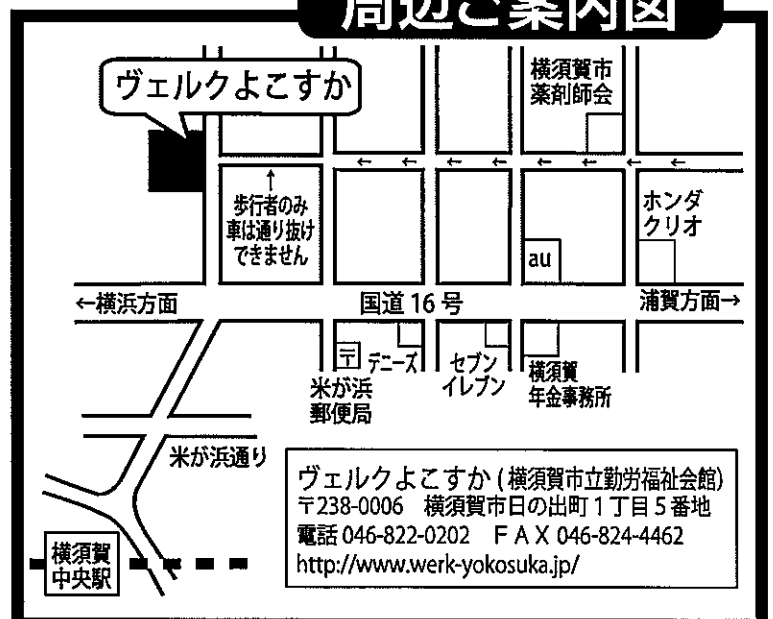 周辺ご案内図
ヴェルクよこすか
横須賀市
薬剤師会
← ← ← ← ← ← ← ←
↑
歩行者のみ
車は通り抜け
できません
ホンダ
クリオ
au
←横浜方面
国道16号
浦賀方面→
〒
デニーズ
セブン
イレブン
横須賀
年金事務所
米が浜
郵便局
米が浜通り
横須賀
中央駅
ヴェルクよこすか(横須賀市立勤労福祉会館)
〒238-0006 横須賀市日の出町1丁目5番地
電話046-822-0202 FAX 046-824-4462
http://www.werk-yokosuka.jp/